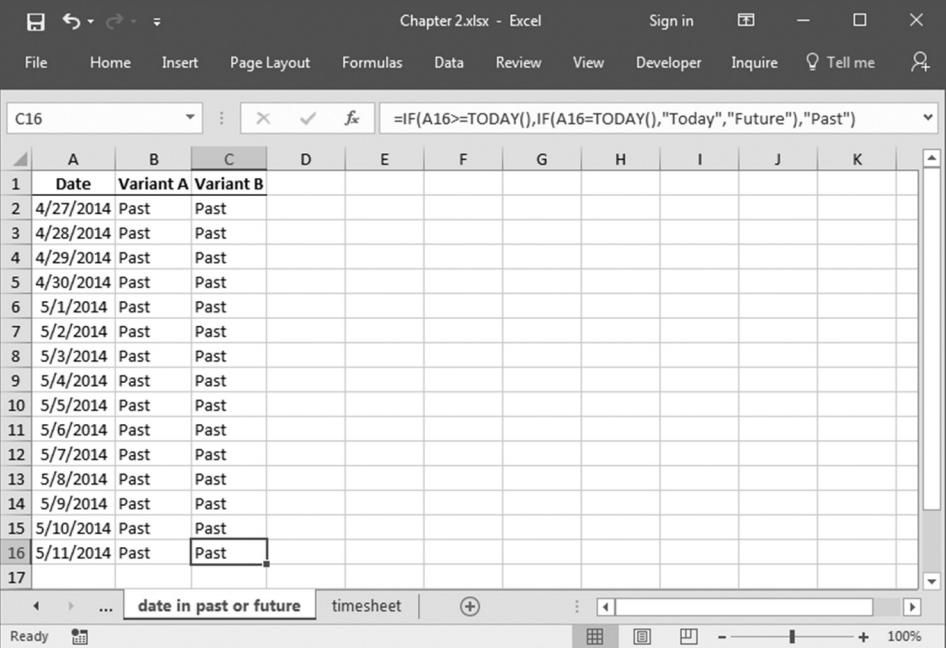 Chapter 2.xlsx - Excel Sign in
File Home Insert Page Layout Formulas Data Review View Developer Inquire Tell me
C16 fx =IF(A16>=TODAY(),IF(A16=TODAY(),"Today","Future"),"Past")
A B C D E F G H I J K
1 Date Variant A Variant B
2 4/27/2014 Past Past
3 4/28/2014 Past Past
4 4/29/2014 Past Past
5 4/30/2014 Past Past
6 5/1/2014 Past Past
7 5/2/2014 Past Past
8 5/3/2014 Past Past
9 5/4/2014 Past Past
10 5/5/2014 Past Past
11 5/6/2014 Past Past
12 5/7/2014 Past Past
13 5/8/2014 Past Past
14 5/9/2014 Past Past
15 5/10/2014 Past Past
16 5/11/2014 Past Past
17
... date in past or future timesheet
Ready 100%